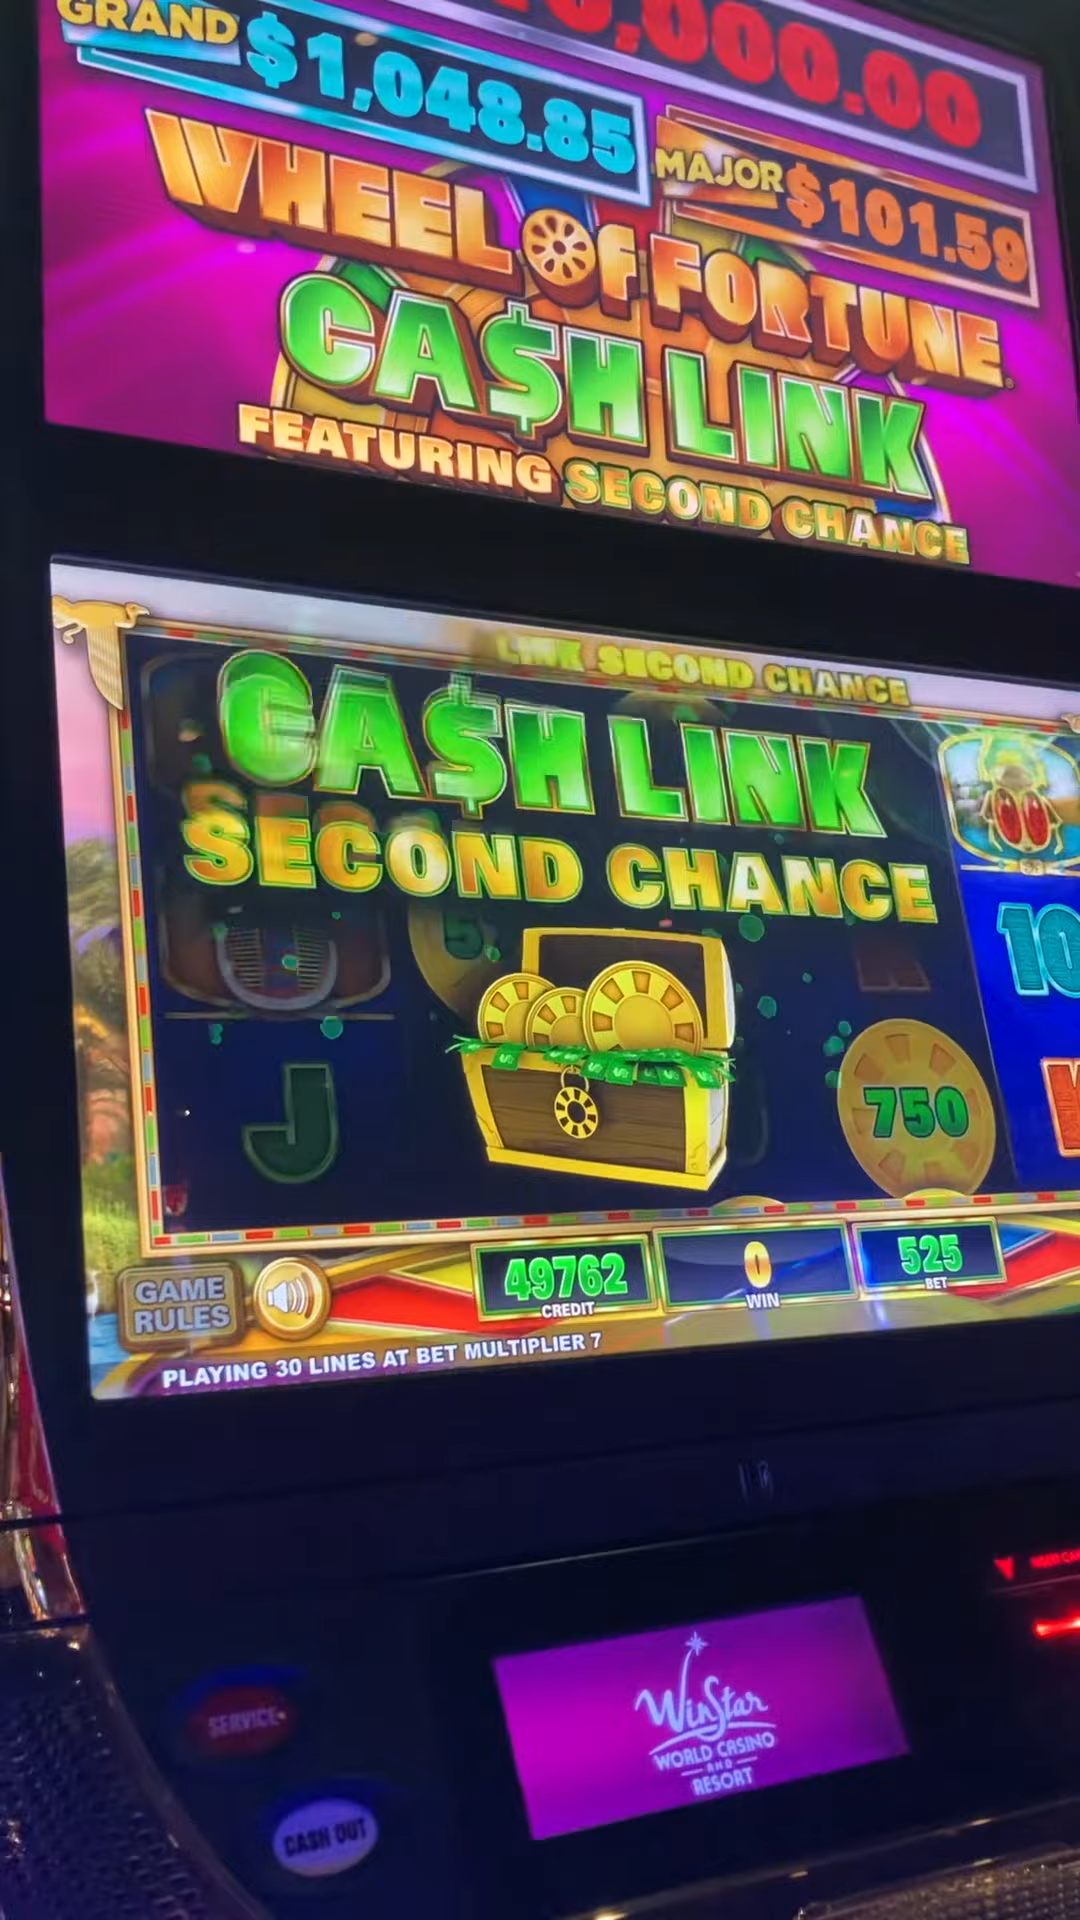 GRAND $1,048.85
MAJOR $101.59
WHEEL OF FORTUNE
CA$H LINK
FEATURING SECOND CHANCE
LINK SECOND CHANCE
CA$H LINK
SECOND CHANCE
10
J
750
GAME
RULES
49762
CREDIT
0
WIN
525
BET
PLAYING 30 LINES AT BET MULTIPLIER 7
WinStar
WORLD CASINO
AND
RESORT
SERVICE
CASH OUT